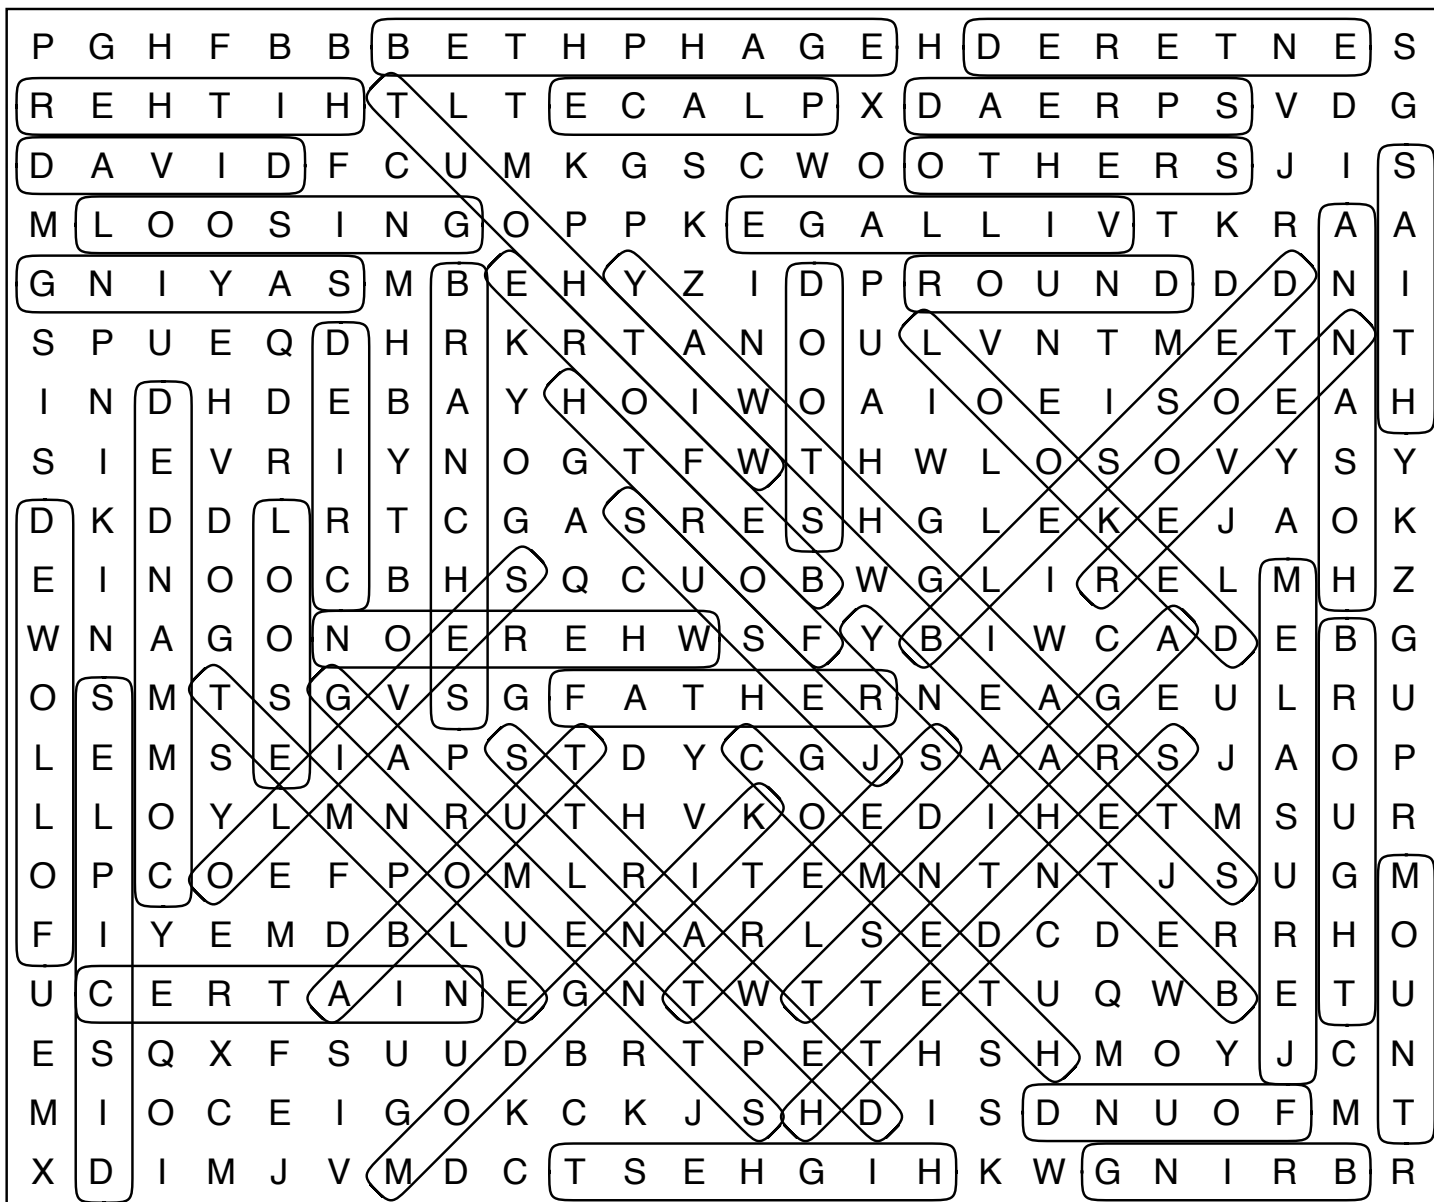 P G H F B B B E T H P H A G E H D E R E T N E S
R E H T I H T L T E C A L P X D A E R P S V D G
D A V I D F C U M K G S C W O O T H E R S J I S
M L O O S I N G O P P K E G A L L I V T K R A A
G N I Y A S M B E H Y Z I D P R O U N D D D N I
S P U E Q D H R K R T A N O U L V N T M E T N T
I N D H D E B A Y H O I W O A I O E I S O E A H
S I E V R I Y N O G T F W T H W L O S O V Y S Y
D K D D L R T C G A S R E S H G L E K E J A O K
E I N O O C B H S Q C U O B W G L I R E L M H Z
W N A G O N O E R E H W S F Y B I W C A D E B G
O S M T S G V S G F A T H E R N E A G E U L R U
L E M S E I A P S T D Y C G J S A A R S J A O P
L L O Y L M N R U T H V K O E D I H E T M S U R
O P C O E F P O M L R I T E M N T N T J S U G M
F I Y E M D B L U E N A R L S E D C D E R R H O
U C E R T A I N E G N T W T T E T U Q W B E T U
E S Q X F S U U D B R T P E T H S H M O Y J C N
M I O C E I G O K C K J S H D I S D N U O F M T
X D I M J V M D C T S E H G I H K W G N I R B R